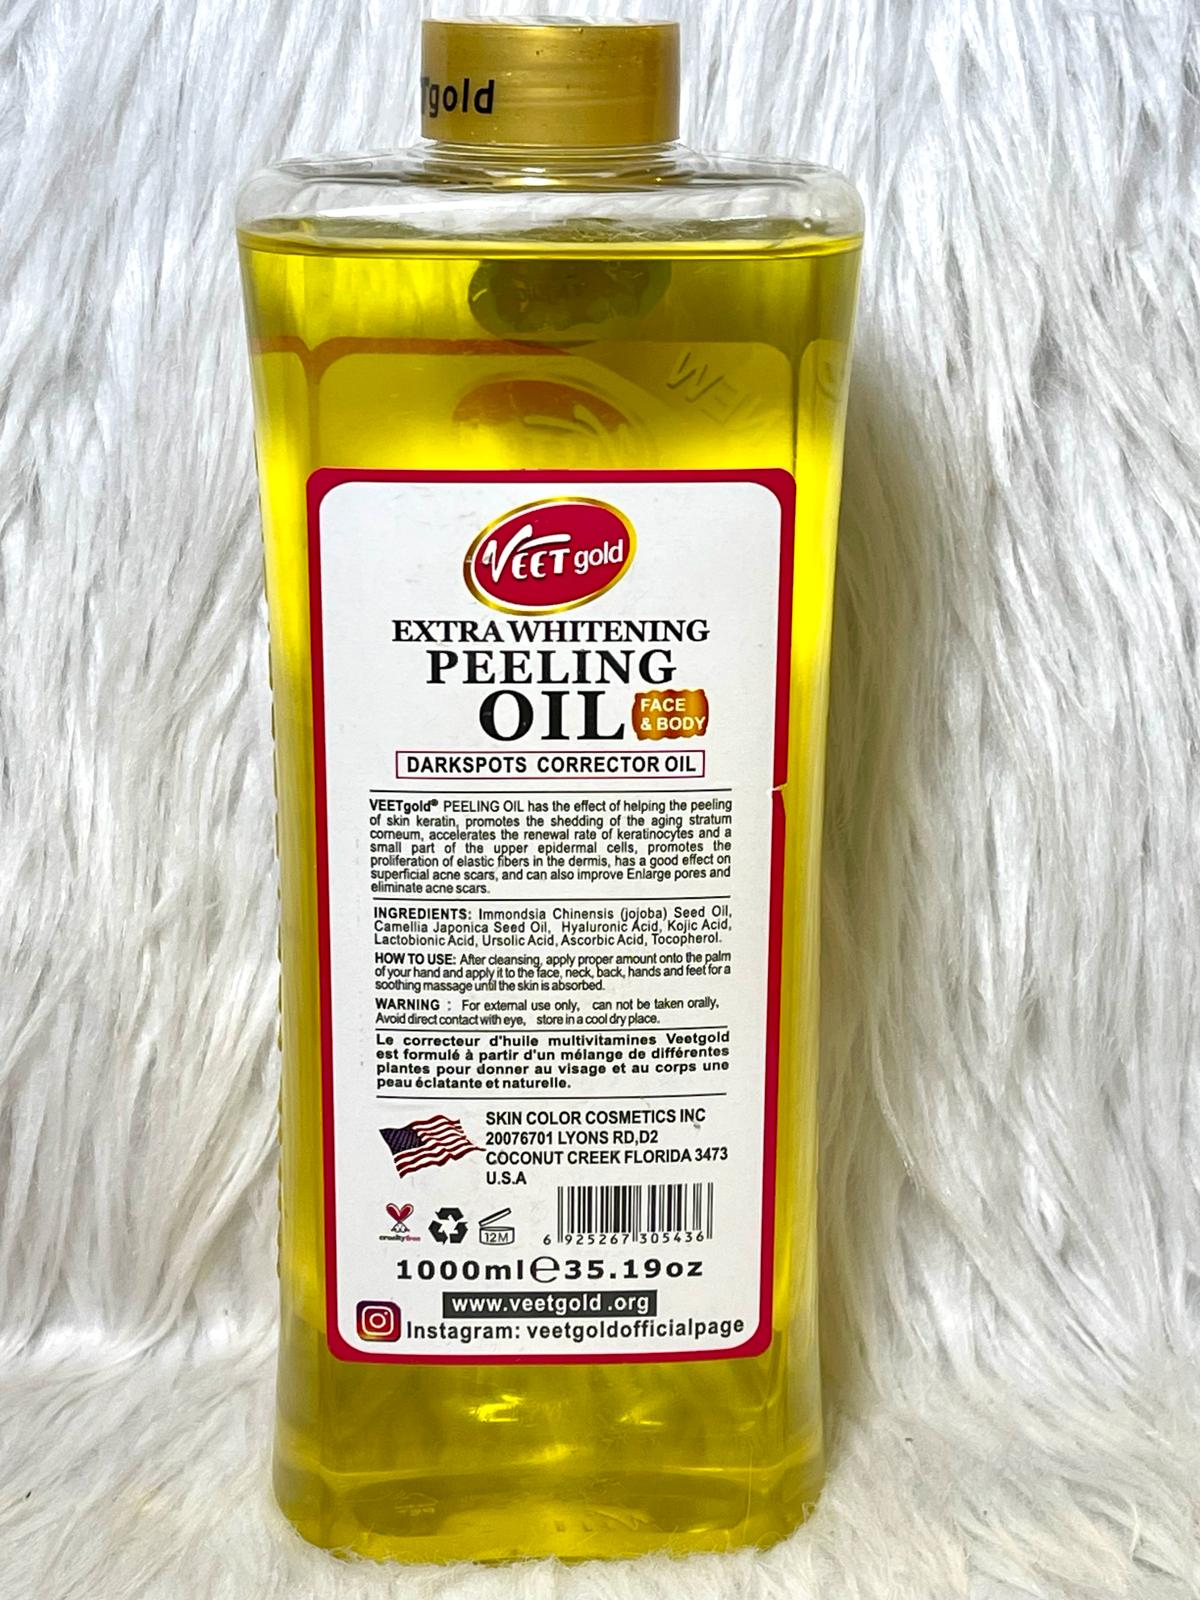 gold
VEET gold
EXTRA WHITENING
PEELING
OIL
FACE
& BODY
DARKSPOTS CORRECTOR OIL
VEETgold® PEELING OIL has the effect of helping the peeling
of skin keratin, promotes the shedding of the aging stratum
corneum, accelerates the renewal rate of keratinocytes and a
small part of the upper epidermal cells, promotes the
proliferation of elastic fibers in the dermis, has a good effect on
superficial acne scars, and can also improve Enlarge pores and
eliminate acne scars.
INGREDIENTS: Immondsia Chinensis (jojoba) Seed Oil,
Camellia Japonica Seed Oil, Hyaluronic Acid, Kojic Acid,
Lactobionic Acid, Ursolic Acid, Ascorbic Acid, Tocopherol.
HOW TO USE: After cleansing, apply proper amount onto the palm
of your hand and apply it to the face, neck, back, hands and feet for a
soothing massage until the skin is absorbed.
WARNING : For external use only, can not be taken orally,
Avoid direct contact with eye, store in a cool dry place.
Le correcteur d'huile multivitamines Veetgold
est formulé à partir d'un mélange de différentes
plantes pour donner au visage et au corps une
peau éclatante et naturelle.
SKIN COLOR COSMETICS INC
20076701 LYONS RD,D2
COCONUT CREEK FLORIDA 3473
U.S.A
crueltyfree
12M
6 925267 305436
1000ml℮35.19oz
www.veetgold .org
Instagram: veetgoldofficialpage